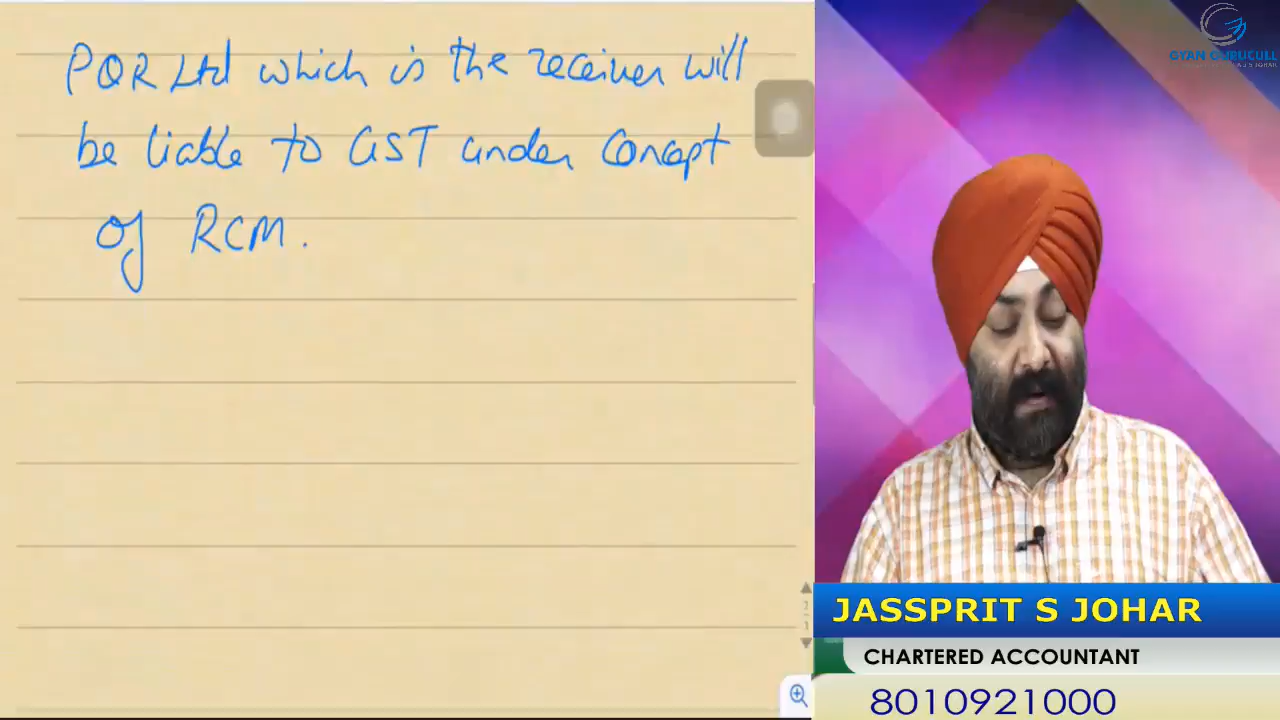 PQR Ltd which is the receiver will
be liable to GST under concept
of RCM.
GYAN GURUCULL
JASSPRIT S JOHAR
CHARTERED ACCOUNTANT
8010921000